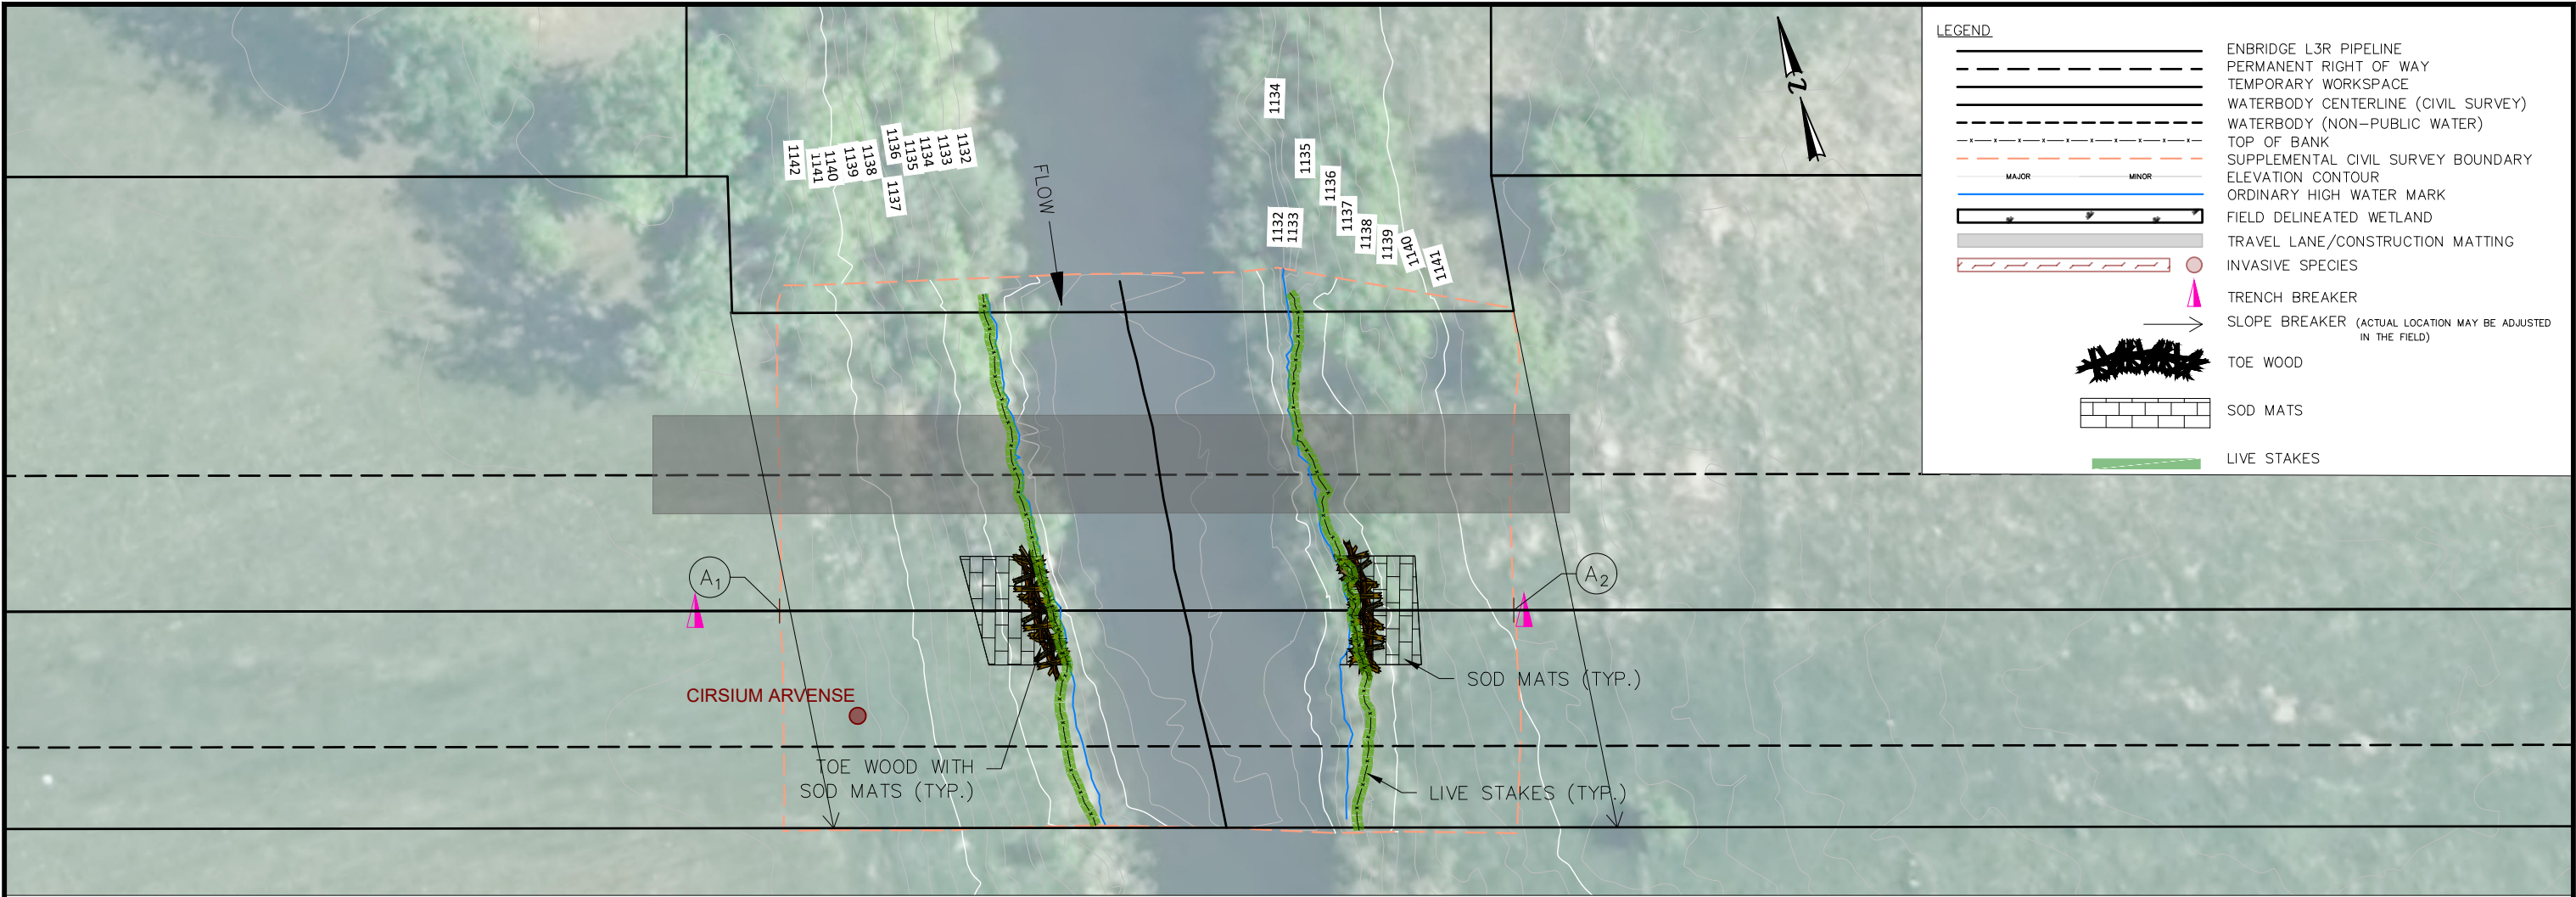 1142
1141
1140
1139
1138
1136
1137
1135
1134
1133
1132
FLOW
1134
1135
1136
1132
1133
1137
1138
1139
1140
1141
n
A1
A2
CIRSIUM ARVENSE
TOE WOOD WITH
SOD MATS (TYP.)
SOD MATS (TYP.)
LIVE STAKES (TYP.)
LEGEND
ENBRIDGE L3R PIPELINE
PERMANENT RIGHT OF WAY
TEMPORARY WORKSPACE
WATERBODY CENTERLINE (CIVIL SURVEY)
WATERBODY (NON-PUBLIC WATER)
TOP OF BANK
SUPPLEMENTAL CIVIL SURVEY BOUNDARY
MAJOR MINOR ELEVATION CONTOUR
ORDINARY HIGH WATER MARK
FIELD DELINEATED WETLAND
TRAVEL LANE/CONSTRUCTION MATTING
INVASIVE SPECIES
TRENCH BREAKER
SLOPE BREAKER (ACTUAL LOCATION MAY BE ADJUSTED
IN THE FIELD)
TOE WOOD
SOD MATS
LIVE STAKES